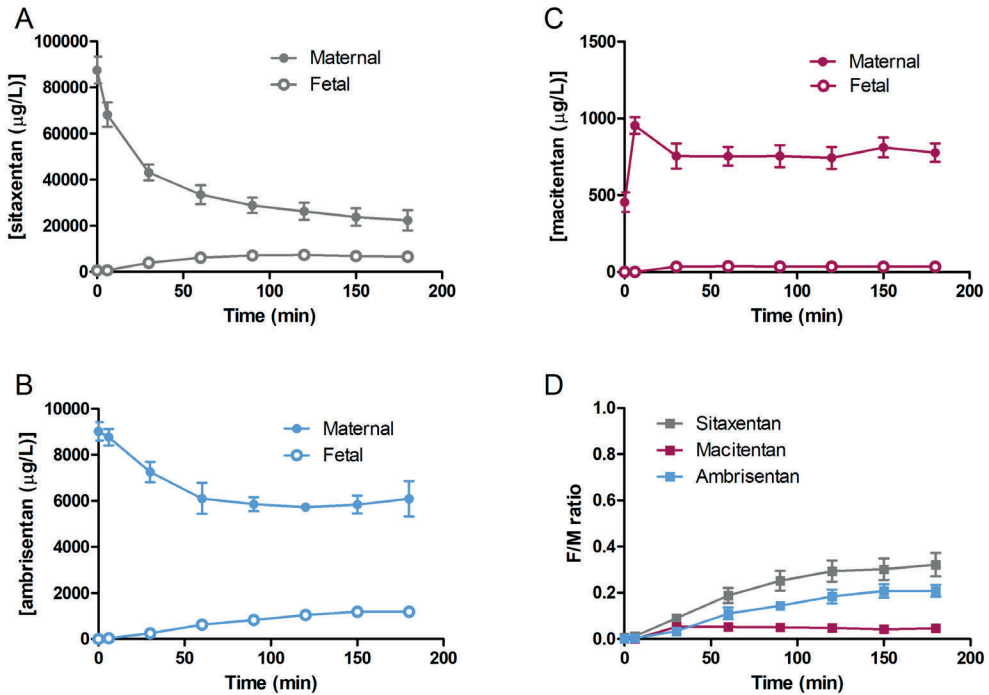 A
100000
80000
60000
40000
20000
0
[sitaxentan (μg/L)]
Maternal
Fetal
0 50 100 150 200
Time (min)
C
1500
1000
500
0
[macitentan (μg/L)]
Maternal
Fetal
0 50 100 150 200
Time (min)
B
10000
8000
6000
4000
2000
0
[ambrisentan (μg/L)]
Maternal
Fetal
0 50 100 150 200
Time (min)
D
1.0
0.8
0.6
0.4
0.2
0.0
F/M ratio
Sitaxentan
Macitentan
Ambrisentan
0 50 100 150 200
Time (min)